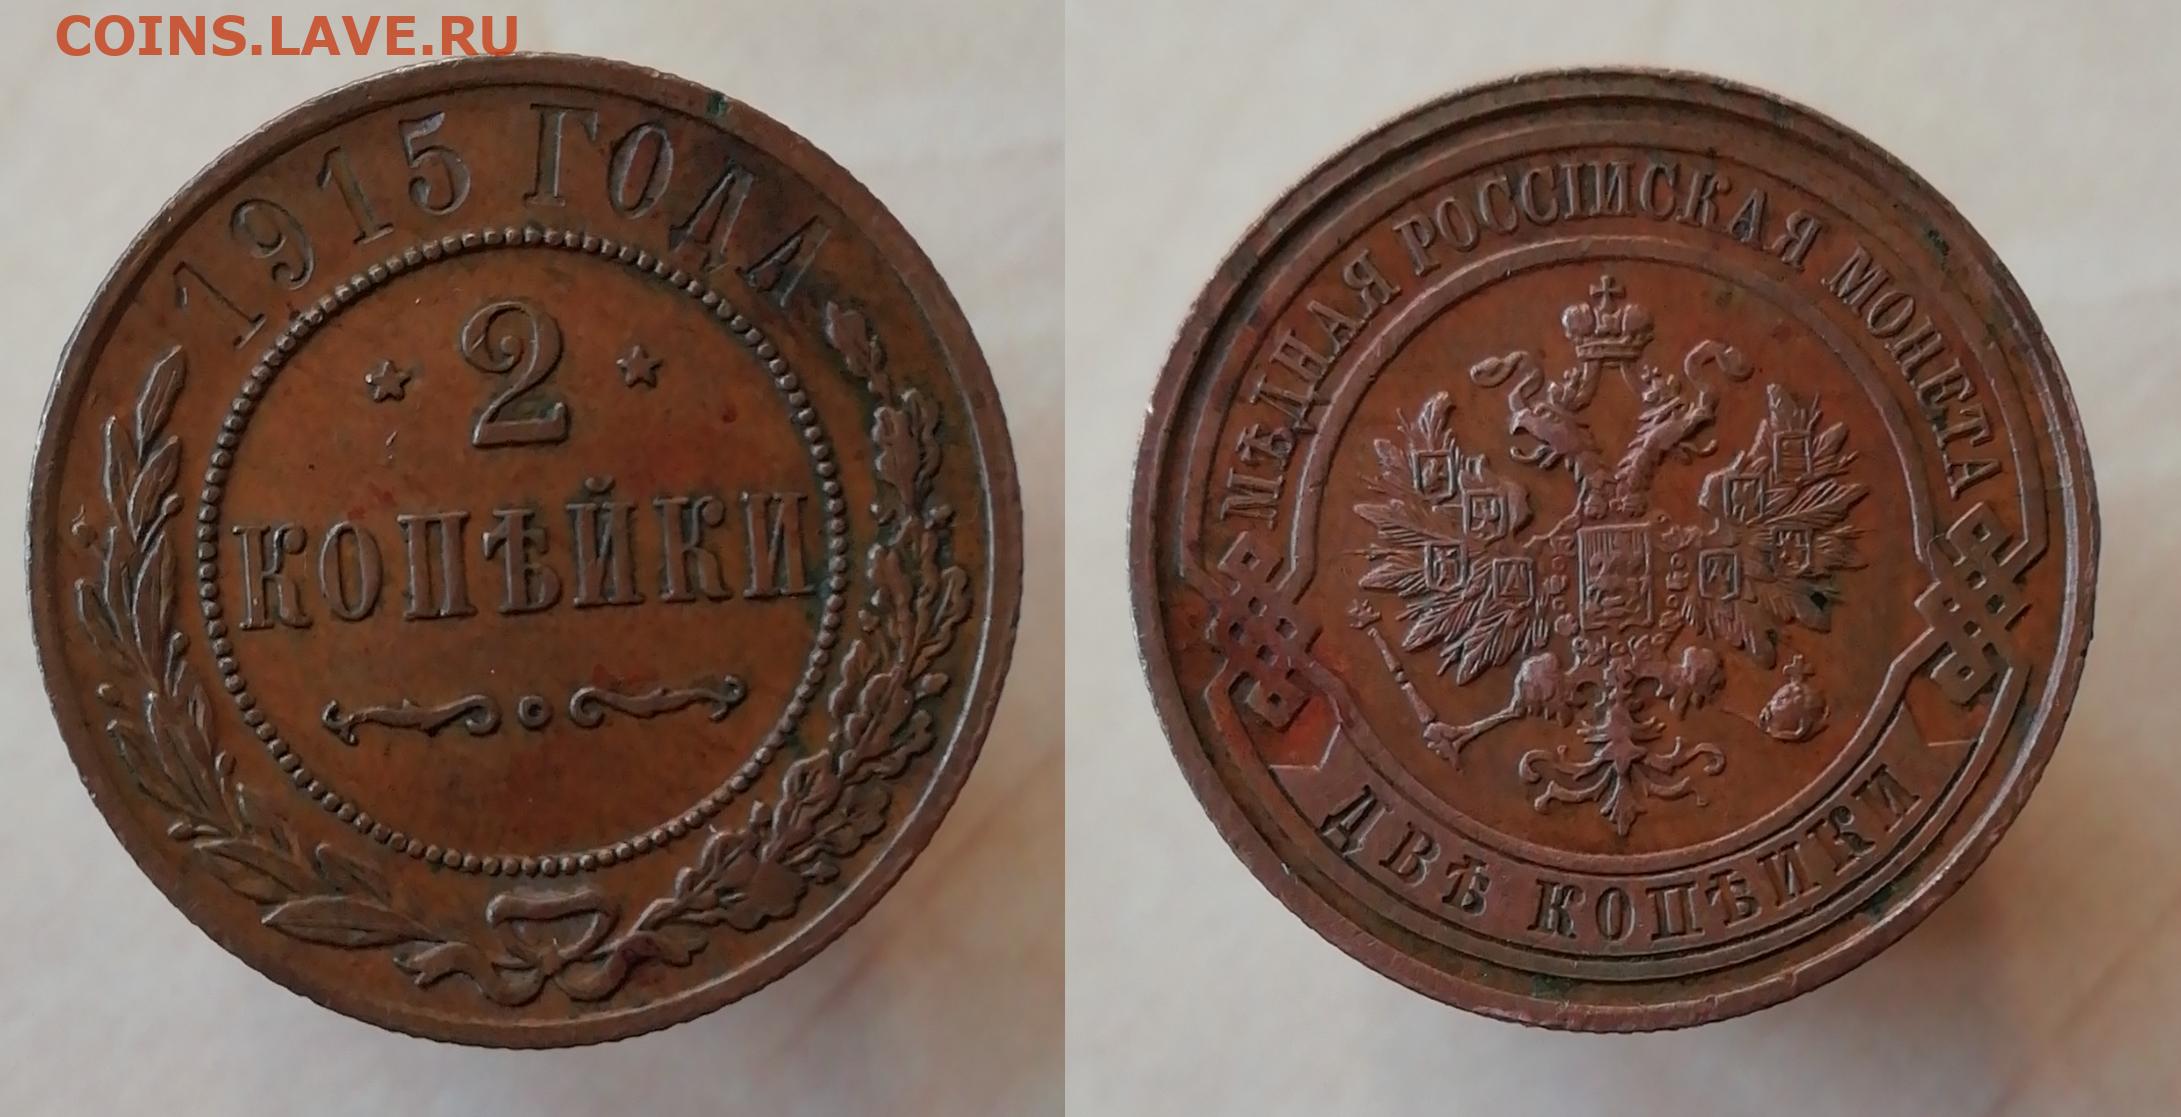 COINS.LAVE.RU
1915 ГОДА
2
КОПѢЙКИ
МѢДНАЯ РОССIЙСКАЯ МОНЕТА
ДВѢ КОПѢЙКИ